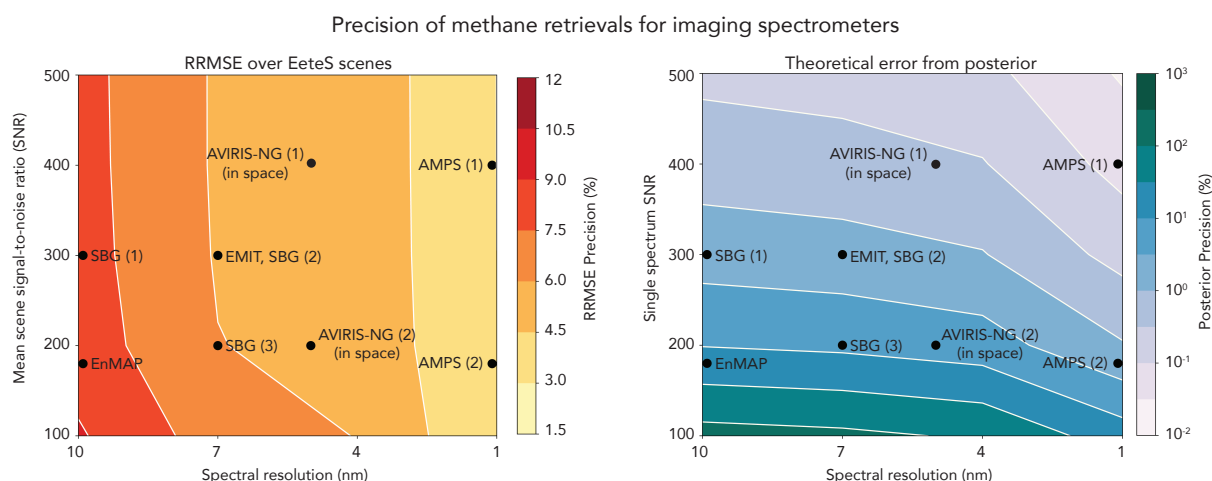 Precision of methane retrievals for imaging spectrometers
RRMSE over EeteS scenes
Mean scene signal-to-noise ratio (SNR)
500
400
300
200
100
10
7
4
1
Spectral resolution (nm)
AVIRIS-NG (1)
(in space)
AMPS (1)
SBG (1)
EMIT, SBG (2)
SBG (3)
AVIRIS-NG (2)
(in space)
EnMAP
AMPS (2)
12
10.5
9.0
7.5
6.0
4.5
3.0
1.5
RRMSE Precision (%)
Theoretical error from posterior
Single spectrum SNR
500
400
300
200
100
10
7
4
1
Spectral resolution (nm)
AVIRIS-NG (1)
(in space)
AMPS (1)
SBG (1)
EMIT, SBG (2)
SBG (3)
AVIRIS-NG (2)
(in space)
EnMAP
AMPS (2)
10³
10²
10¹
10⁰
10⁻¹
10⁻²
Posterior Precision (%)